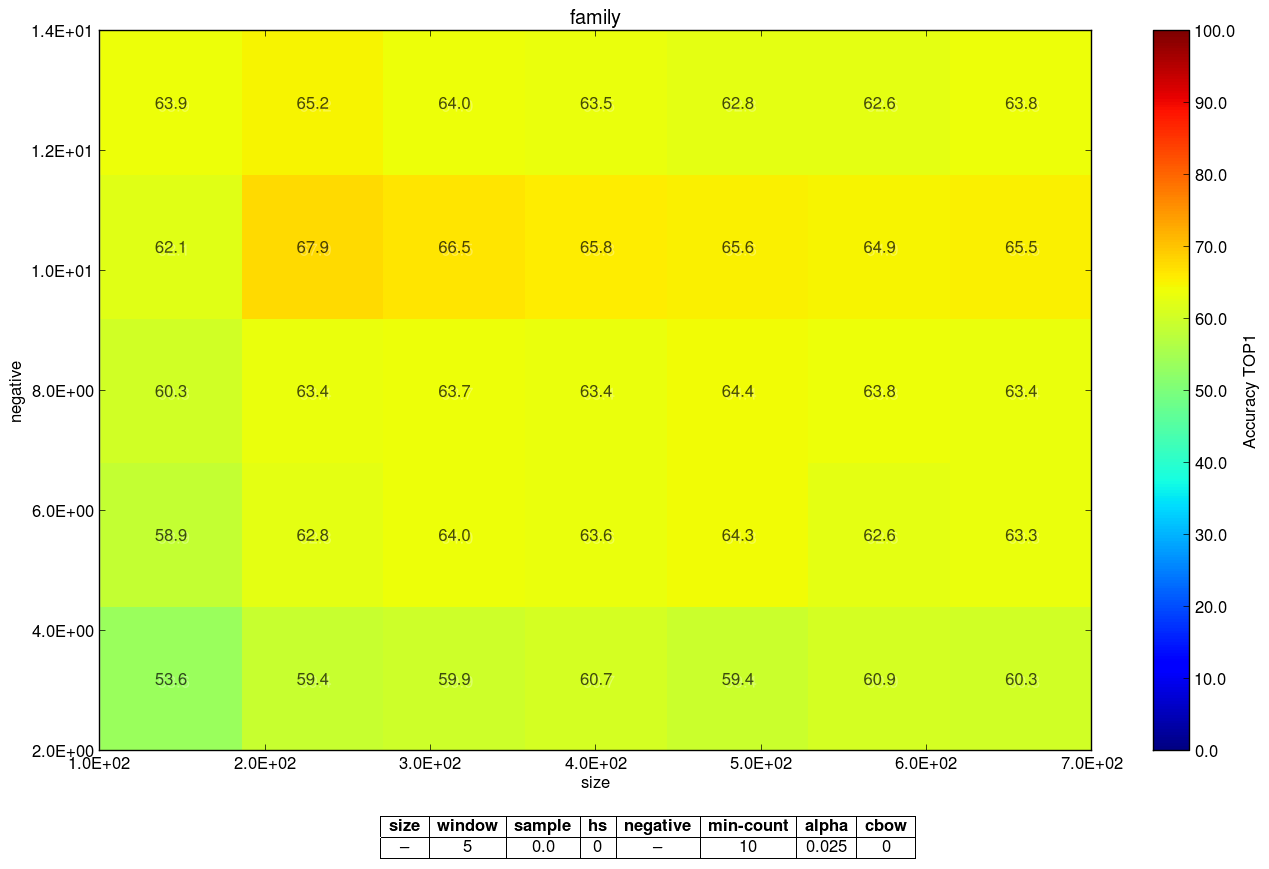 family
1.4E+01
63.9 65.2 64.0 63.5 62.8 62.6 63.8
1.2E+01
62.1 67.9 66.5 65.8 65.6 64.9 65.5
1.0E+01
60.3 63.4 63.7 63.4 64.4 63.8 63.4
8.0E+00
58.9 62.8 64.0 63.6 64.3 62.6 63.3
6.0E+00
53.6 59.4 59.9 60.7 59.4 60.9 60.3
4.0E+00
2.0E+00
negative
1.0E+02 2.0E+02 3.0E+02 4.0E+02 5.0E+02 6.0E+02 7.0E+02
size
100.0
90.0
80.0
70.0
60.0
50.0
40.0
30.0
20.0
10.0
0.0
Accuracy TOP1
size window sample hs negative min-count alpha cbow
– 5 0.0 0 – 10 0.025 0